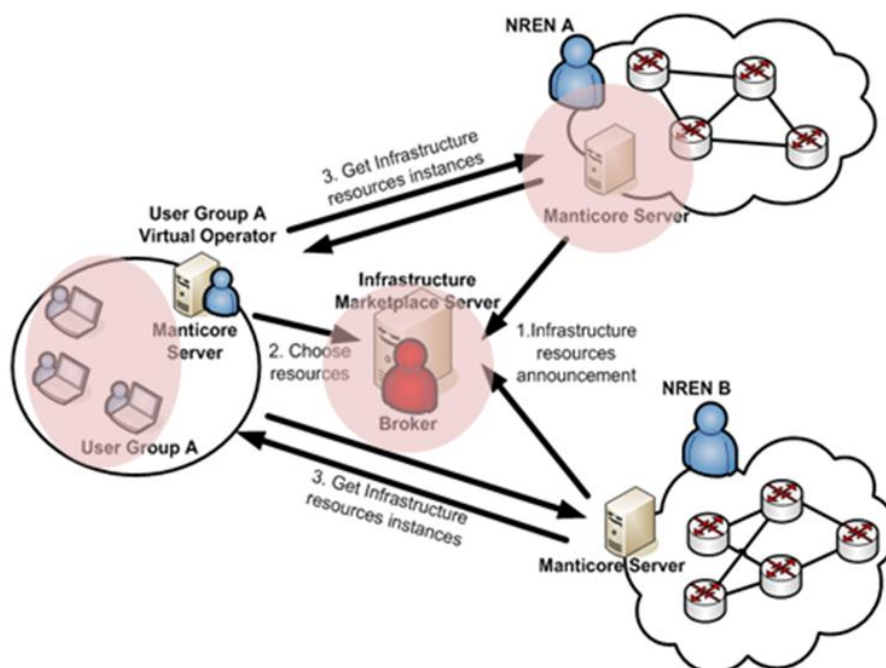 NREN A
3. Get Infrastructure
resources instances
Manticore Server
User Group A
Virtual Operator
Infrastructure
Marketplace Server
Manticore
Server
2. Choose
resources
1.Infrastructure
resources
announcement
Broker
User Group A
NREN B
3. Get Infrastructure
resources instances
Manticore Server